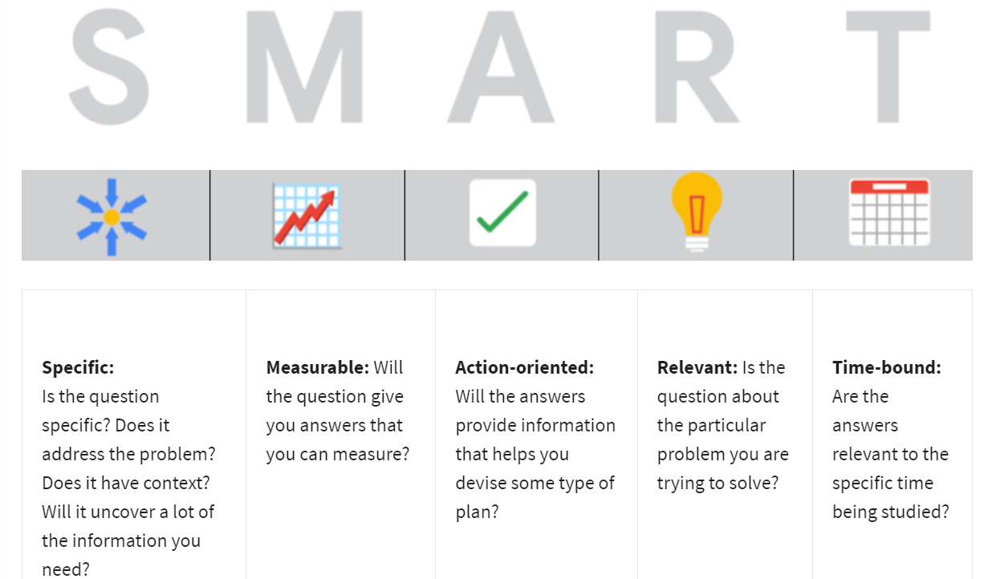 S M A R T
Specific:
Is the question
specific? Does it
address the problem?
Does it have context?
Will it uncover a lot of
the information you
need?
Measurable: Will
the question give
you answers that
you can measure?
Action-oriented:
Will the answers
provide information
that helps you
devise some type of
plan?
Relevant: Is the
question about
the particular
problem you are
trying to solve?
Time-bound:
Are the
answers
relevant to the
specific time
being studied?